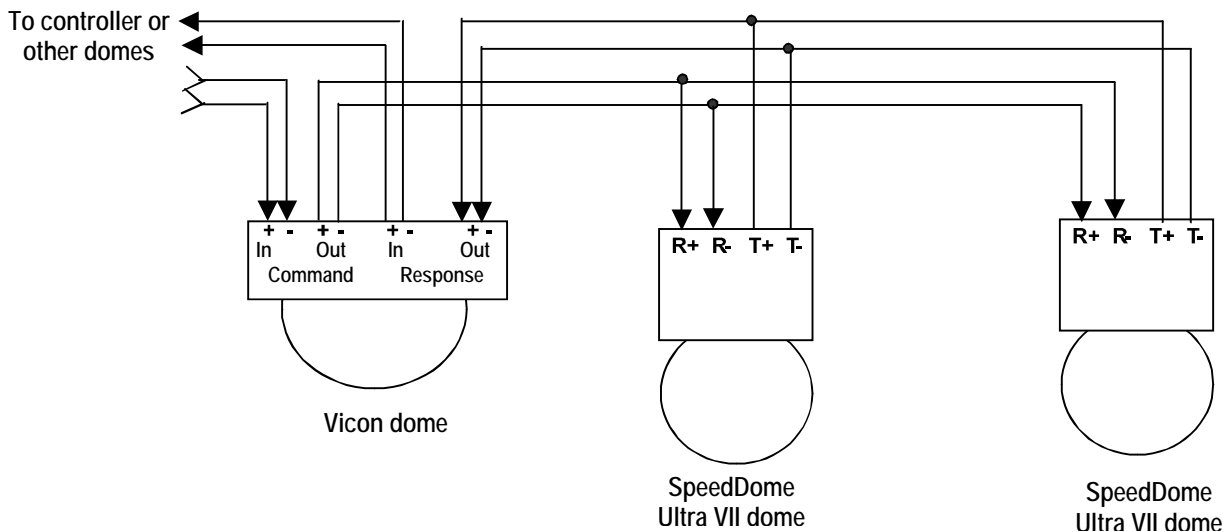 To controller or
other domes
+ - + - + - + -
In Out In Out
Command Response
Vicon dome
R+ R- T+ T-
SpeedDome
Ultra VII dome
R+ R- T+ T-
SpeedDome
Ultra VII dome